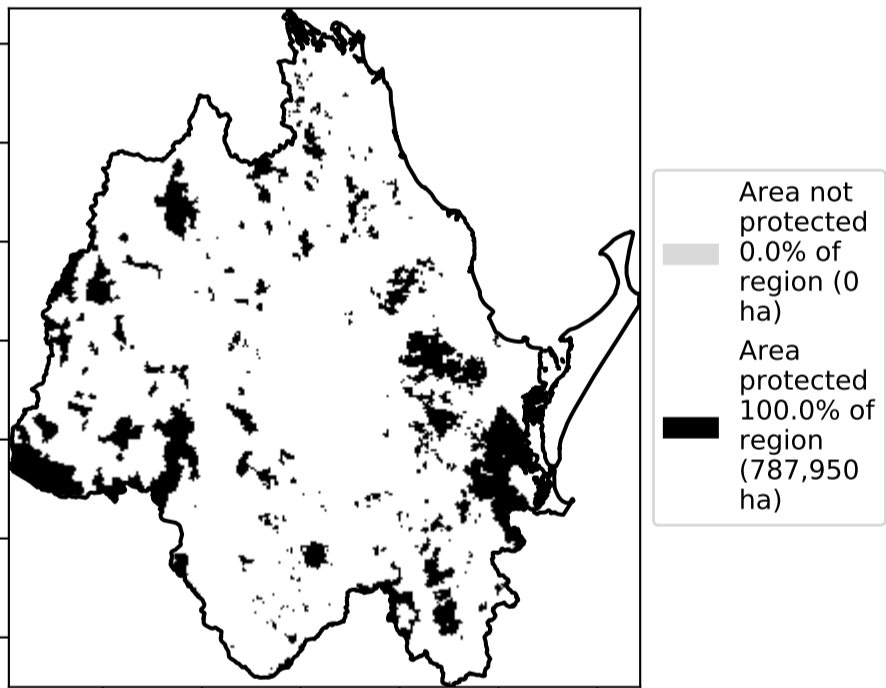 Area not
protected
0.0% of
region (0
ha)
Area
protected
100.0% of
region
(787,950
ha)